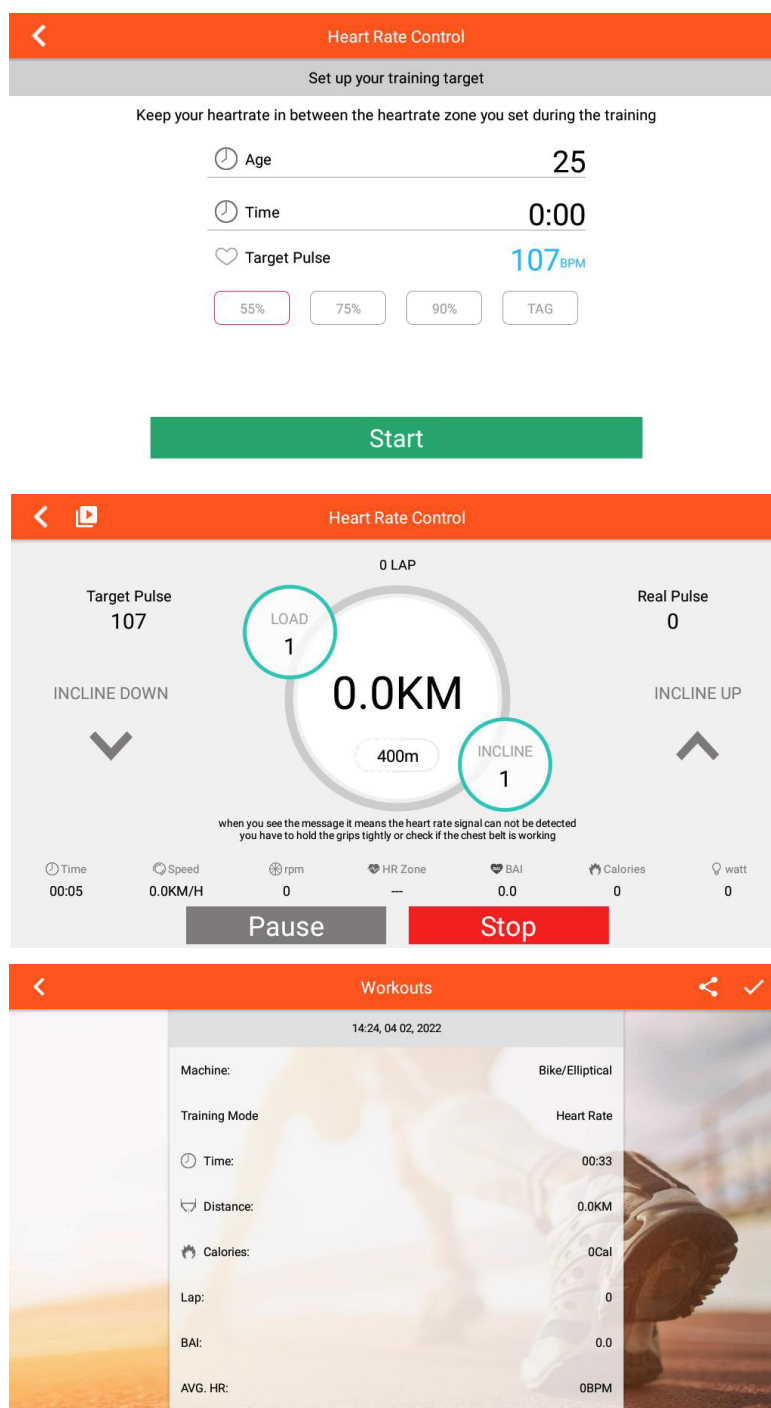 Heart Rate Control
Set up your training target
Keep your heartrate in between the heartrate zone you set during the training
Age 25
Time 0:00
Target Pulse 107BPM
55% 75% 90% TAG
Start
Heart Rate Control
0 LAP
Target Pulse
107
Real Pulse
0
LOAD
1
INCLINE DOWN
0.0KM
INCLINE UP
400m
INCLINE
1
when you see the message it means the heart rate signal can not be detected
you have to hold the grips tightly or check if the chest belt is working
Time Speed rpm HR Zone BAI Calories watt
00:05 0.0KM/H 0 --- 0.0 0 0
Pause Stop
Workouts
14:24, 04 02, 2022
Machine: Bike/Elliptical
Training Mode Heart Rate
Time: 00:33
Distance: 0.0KM
Calories: 0Cal
Lap: 0
BAI: 0.0
AVG. HR: 0BPM